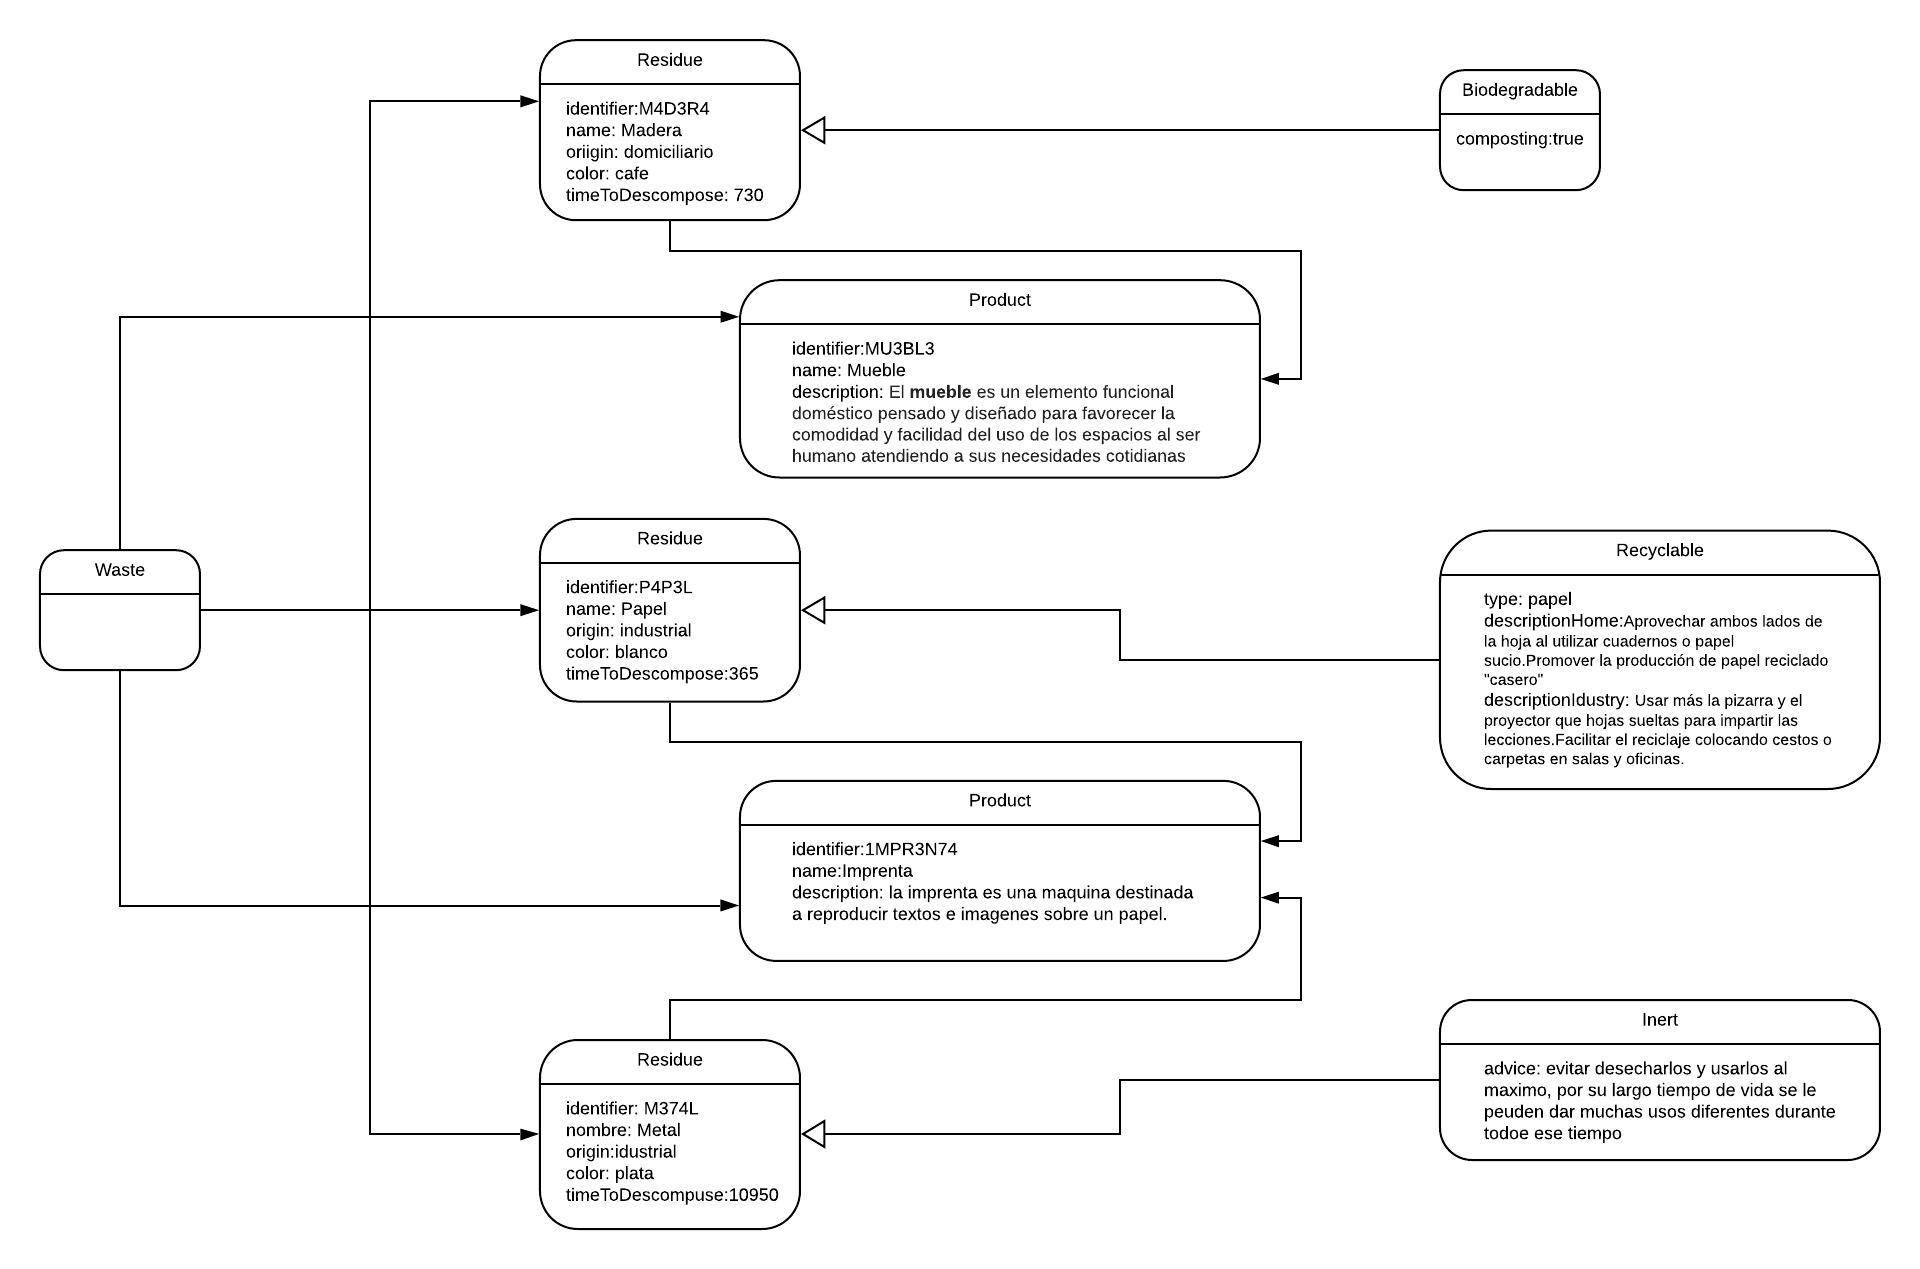 Residue
identifier:M4D3R4
name: Madera
oriigin: domiciliario
color: cafe
timeToDescompose: 730
Biodegradable
composting:true
Product
identifier:MU3BL3
name: Mueble
description: El mueble es un elemento funcional
doméstico pensado y diseñado para favorecer la
comodidad y facilidad del uso de los espacios al ser
humano atendiendo a sus necesidades cotidianas
Waste
Residue
identifier:P4P3L
name: Papel
origin: industrial
color: blanco
timeToDescompose:365
Recyclable
type: papel
descriptionHome:Aprovechar ambos lados de
la hoja al utilizar cuadernos o papel
sucio.Promover la producción de papel reciclado
"casero"
descriptionIdustry: Usar más la pizarra y el
proyector que hojas sueltas para impartir las
lecciones.Facilitar el reciclaje colocando cestos o
carpetas en salas y oficinas.
Product
identifier:1MPR3N74
name:Imprenta
description: la imprenta es una maquina destinada
a reproducir textos e imagenes sobre un papel.
Residue
identifier: M374L
nombre: Metal
origin:idustrial
color: plata
timeToDescompuse:10950
Inert
advice: evitar desecharlos y usarlos al
maximo, por su largo tiempo de vida se le
peuden dar muchas usos diferentes durante
todoe ese tiempo